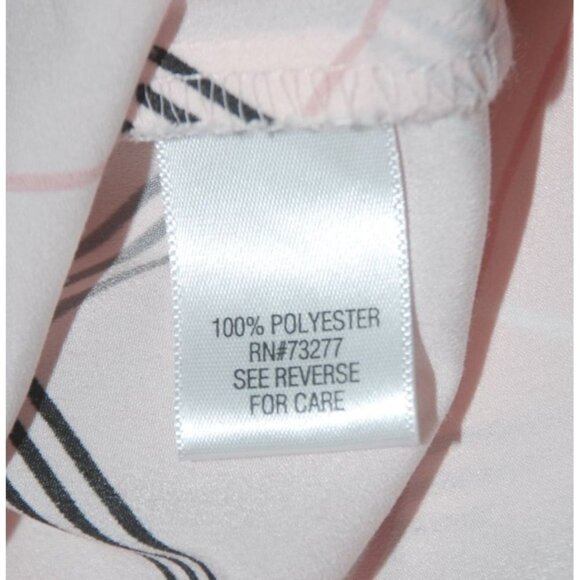 100% POLYESTER
RN#73277
SEE REVERSE
FOR CARE